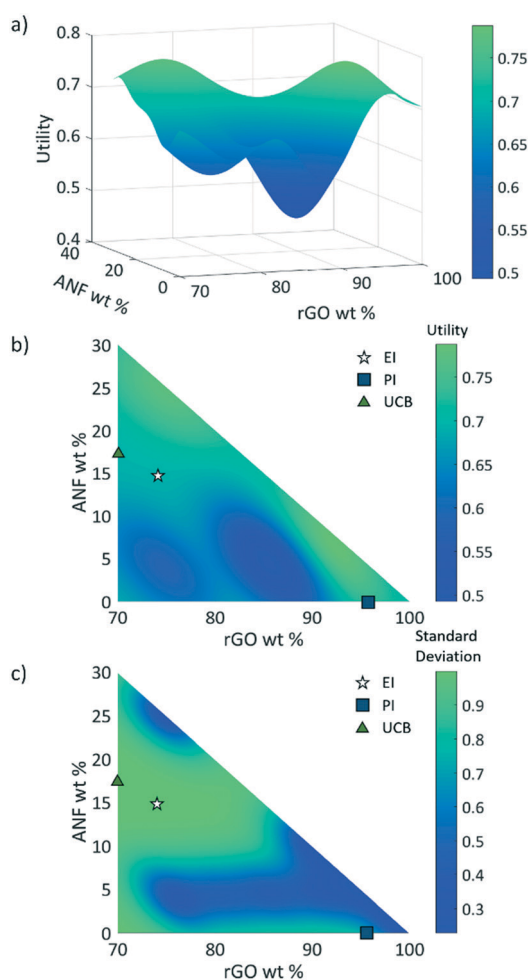 a)
0.8
0.7
0.6
0.5
0.4
Utility
40
20
0
ANF wt %
70
80
90
100
rGO wt %
0.75
0.7
0.65
0.6
0.55
0.5
b)
Utility
30
25
20
15
10
5
0
ANF wt %
EI
PI
UCB
70
80
90
100
rGO wt %
0.75
0.7
0.65
0.6
0.55
0.5
c)
Standard
Deviation
30
25
20
15
10
5
0
ANF wt %
EI
PI
UCB
70
80
90
100
rGO wt %
0.9
0.8
0.7
0.6
0.5
0.4
0.3